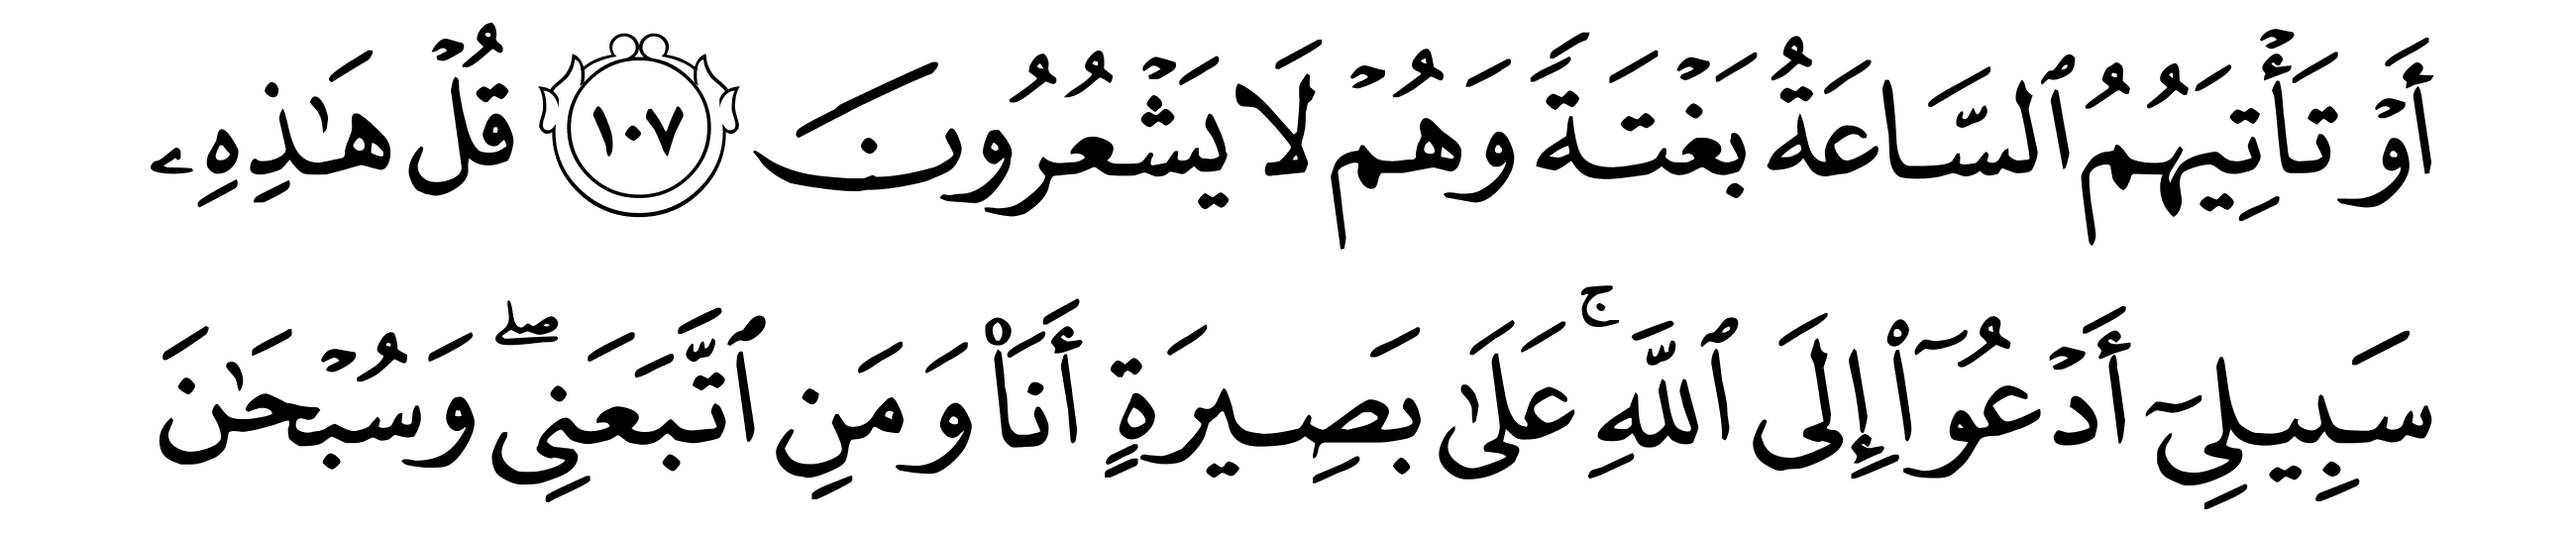 أَوۡ تَأۡتِيَهُمُ ٱلسَّاعَةُ بَغۡتَةٗ وَهُمۡ لَا يَشۡعُرُونَ ١٠٧ قُلۡ هَٰذِهِۦ
سَبِيلِيٓ أَدۡعُوٓاْ إِلَى ٱللَّهِۚ عَلَىٰ بَصِيرَةٍ أَنَا۠ وَمَنِ ٱتَّبَعَنِيۖ وَسُبۡحَٰنَ